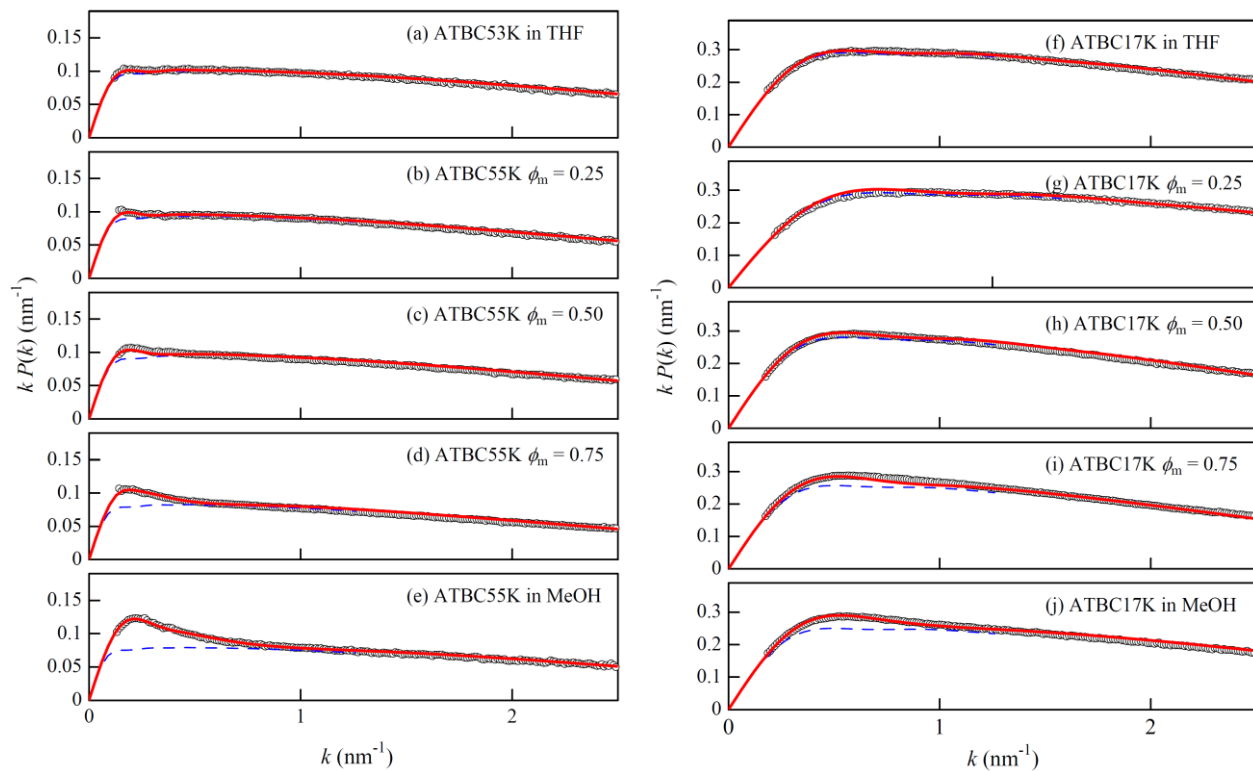 0.15
(a) ATBC53K in THF
0.10
0.05
0
0.15
(b) ATBC55K ϕm = 0.25
0.10
0.05
0
0.15
(c) ATBC55K ϕm = 0.50
0.10
0.05
0
0.15
(d) ATBC55K ϕm = 0.75
0.10
0.05
0
0.15
(e) ATBC55K in MeOH
0.10
0.05
0
0 1 2
k P(k) (nm⁻¹)
k (nm⁻¹)
0.3
(f) ATBC17K in THF
0.2
0.1
0
0.3
(g) ATBC17K ϕm = 0.25
0.2
0.1
0
0.3
(h) ATBC17K ϕm = 0.50
0.2
0.1
0
0.3
(i) ATBC17K ϕm = 0.75
0.2
0.1
0
0.3
(j) ATBC17K in MeOH
0.2
0.1
0
0 1 2
k P(k) (nm⁻¹)
k (nm⁻¹)